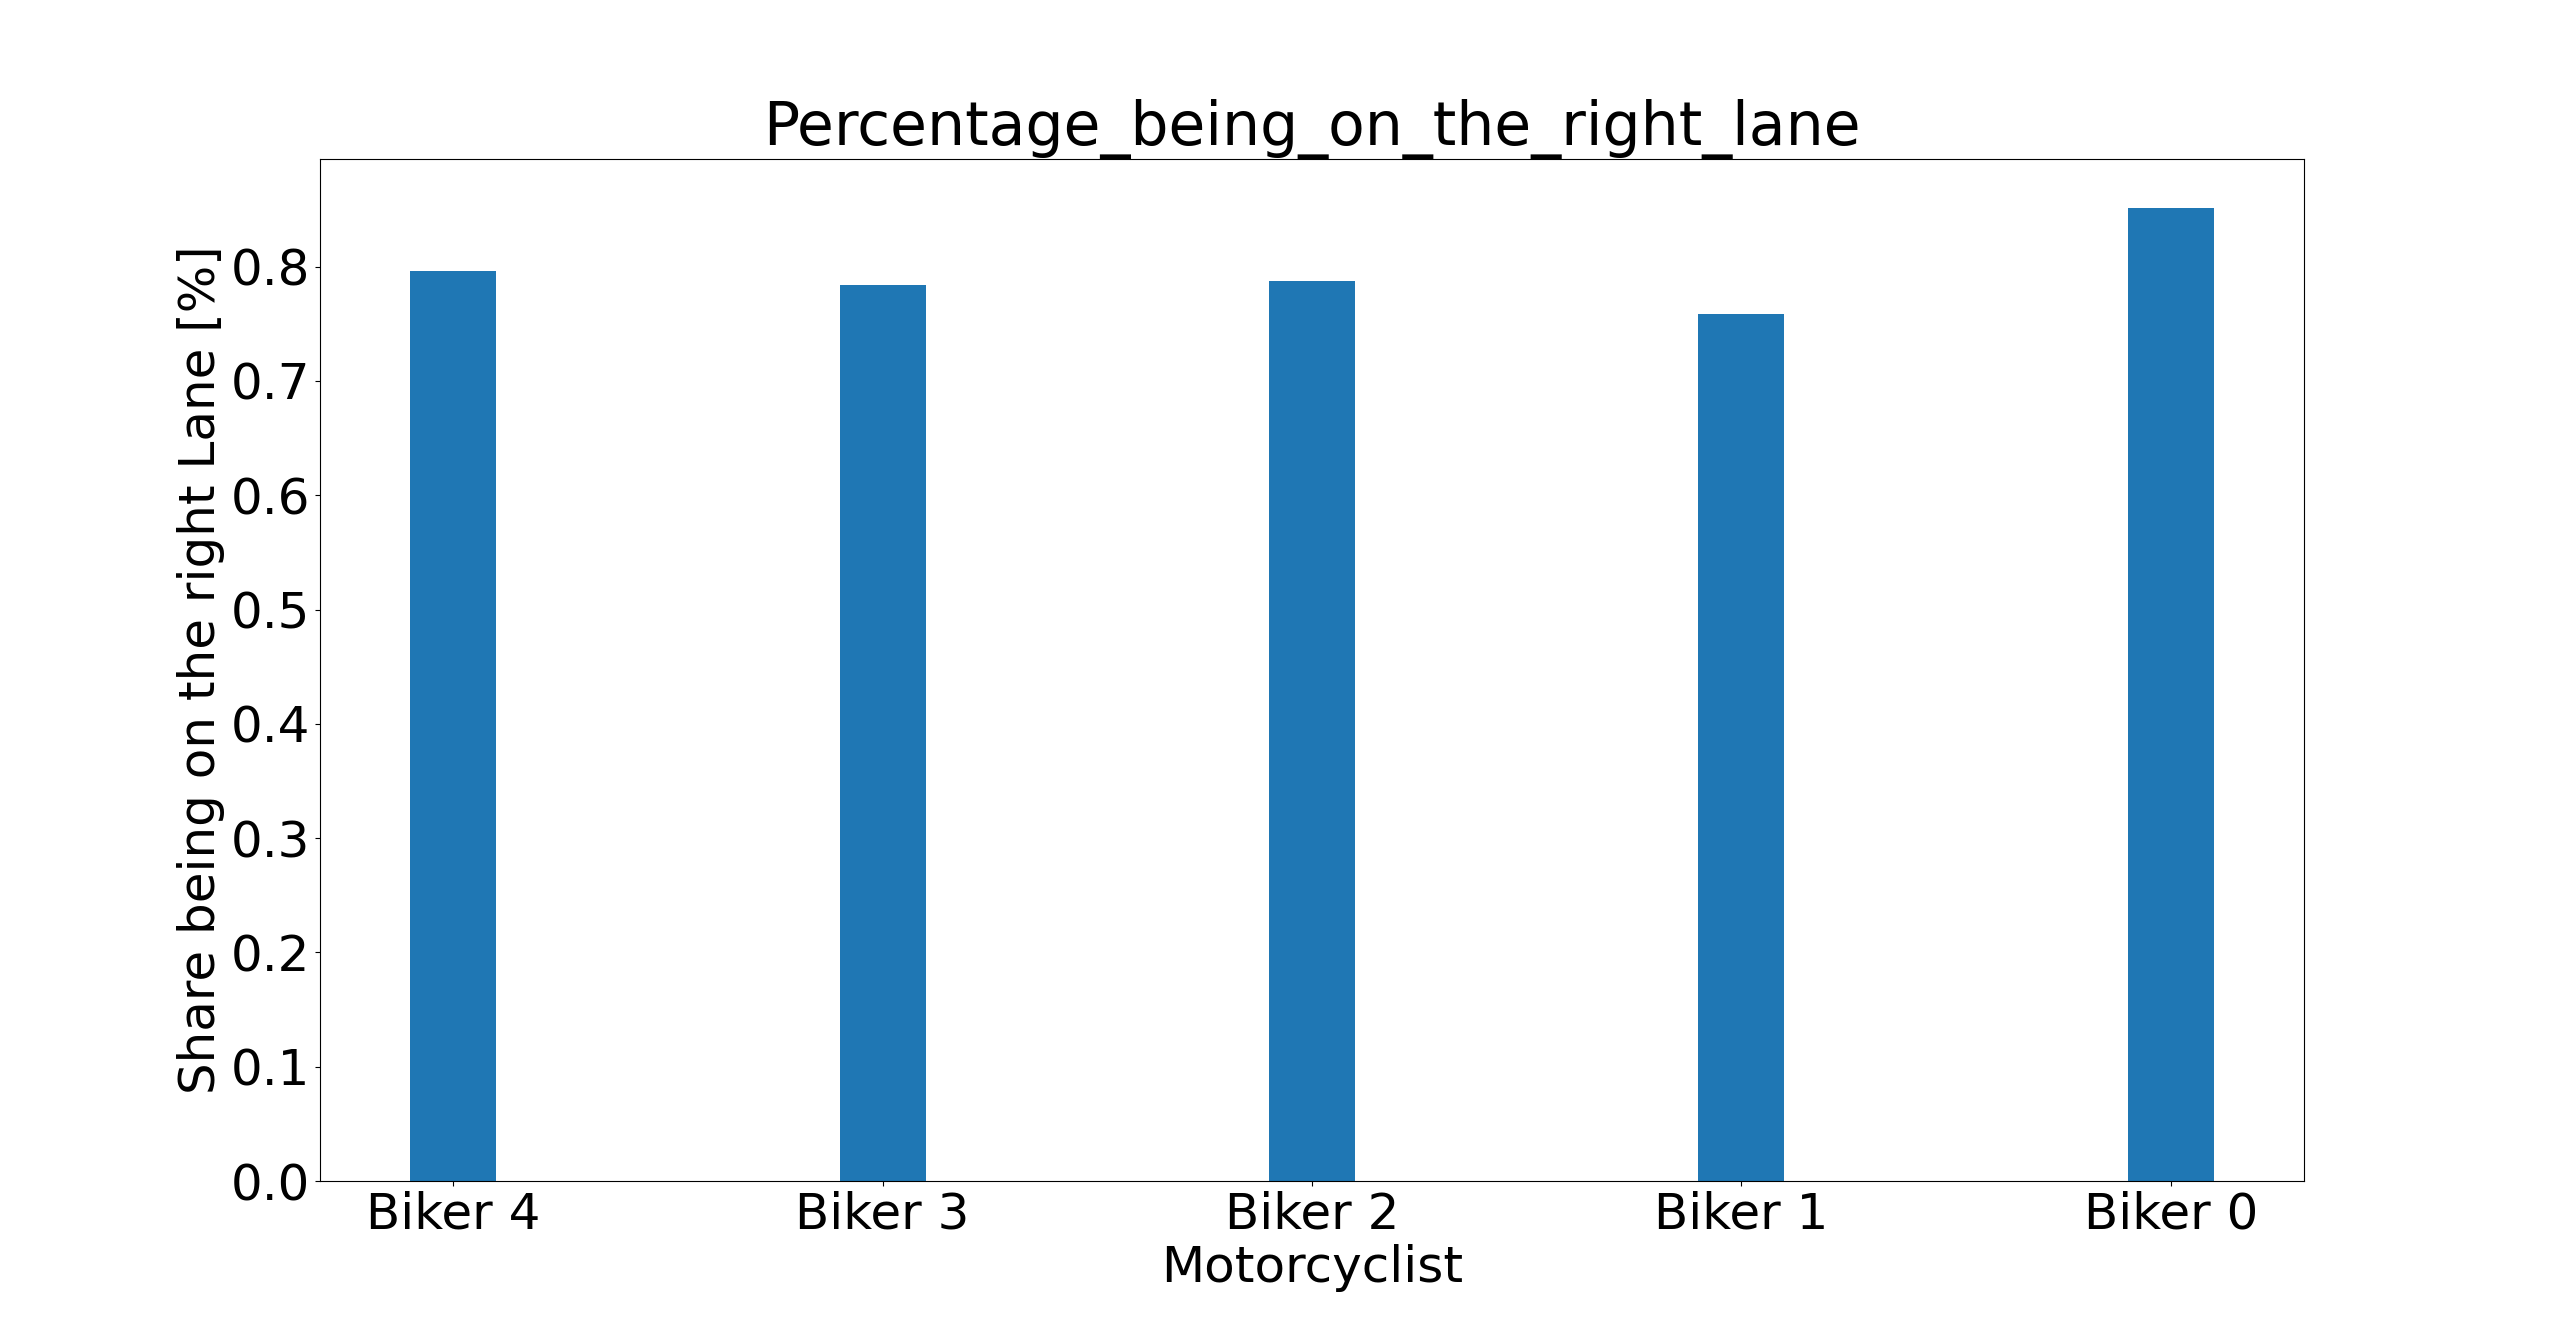 Percentage_being_on_the_right_lane
Share being on the right Lane [%]
0.8
0.7
0.6
0.5
0.4
0.3
0.2
0.1
0.0
Biker 4 Biker 3 Biker 2 Biker 1 Biker 0
Motorcyclist